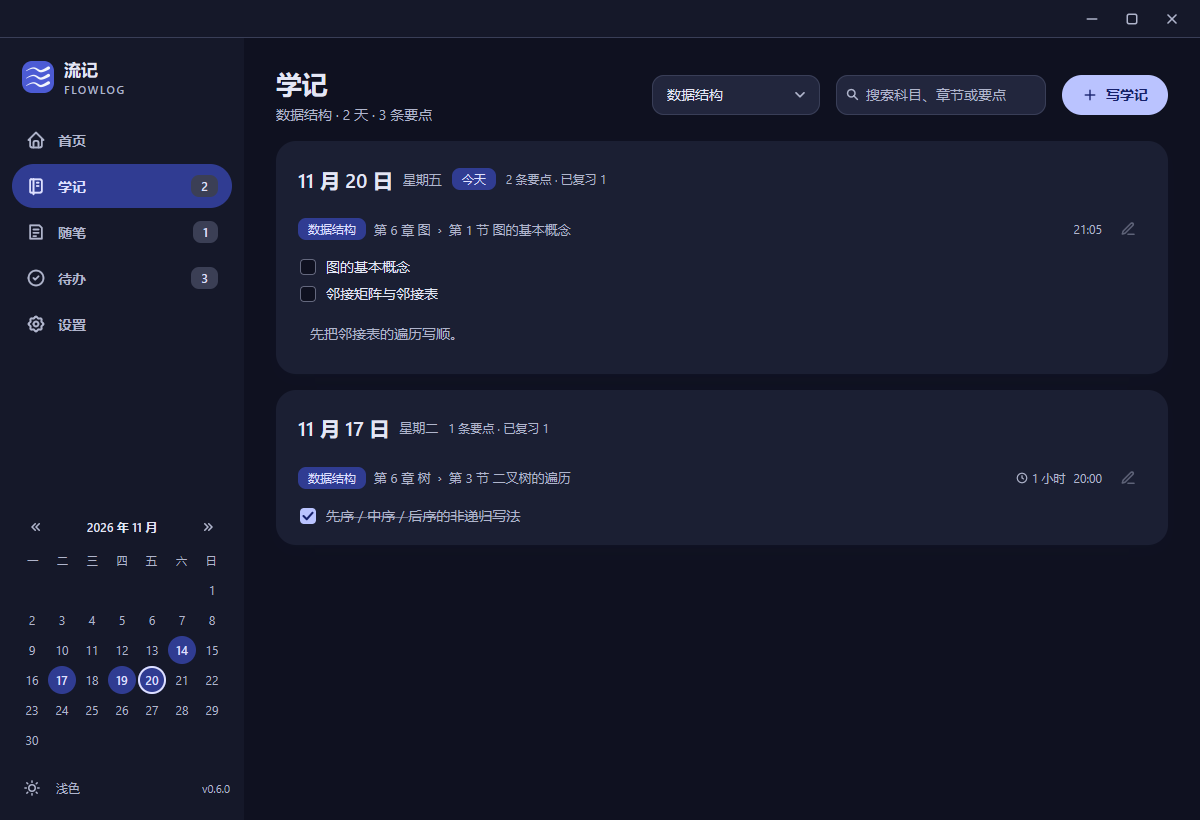 流记
FLOWLOG
首页
学记 2
随笔 1
待办 3
设置
« 2026 年 11 月 »
一 二 三 四 五 六 日
1
2 3 4 5 6 7 8
9 10 11 12 13 14 15
16 17 18 19 20 21 22
23 24 25 26 27 28 29
30
浅色 v0.6.0
学记
数据结构 · 2 天 · 3 条要点
数据结构
搜索科目、章节或要点
+ 写学记
11 月 20 日 星期五 今天 2 条要点 · 已复习 1
数据结构 第 6 章 图 › 第 1 节 图的基本概念 21:05
图的基本概念
邻接矩阵与邻接表
先把邻接表的遍历写顺。
11 月 17 日 星期二 1 条要点 · 已复习 1
数据结构 第 6 章 树 › 第 3 节 二叉树的遍历 1 小时 20:00
先序 / 中序 / 后序的非递归写法